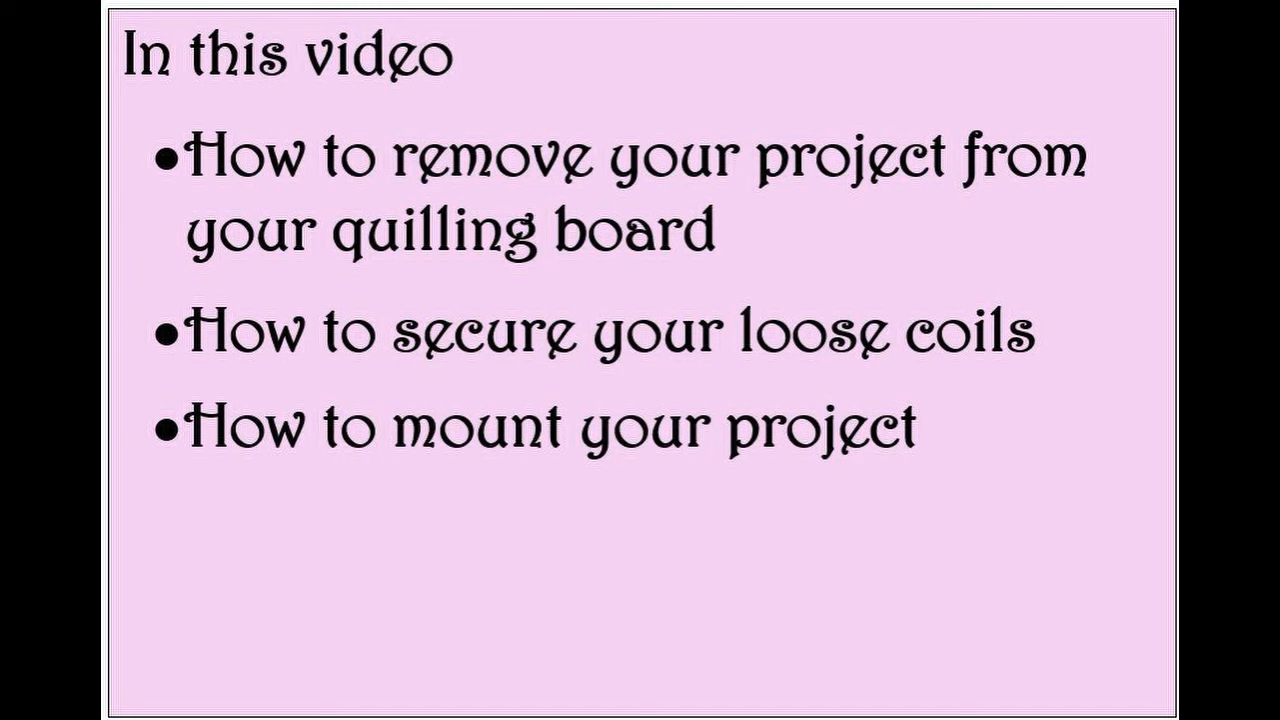 In this video
•How to remove your project from
your quilling board
•How to secure your loose coils
•How to mount your project